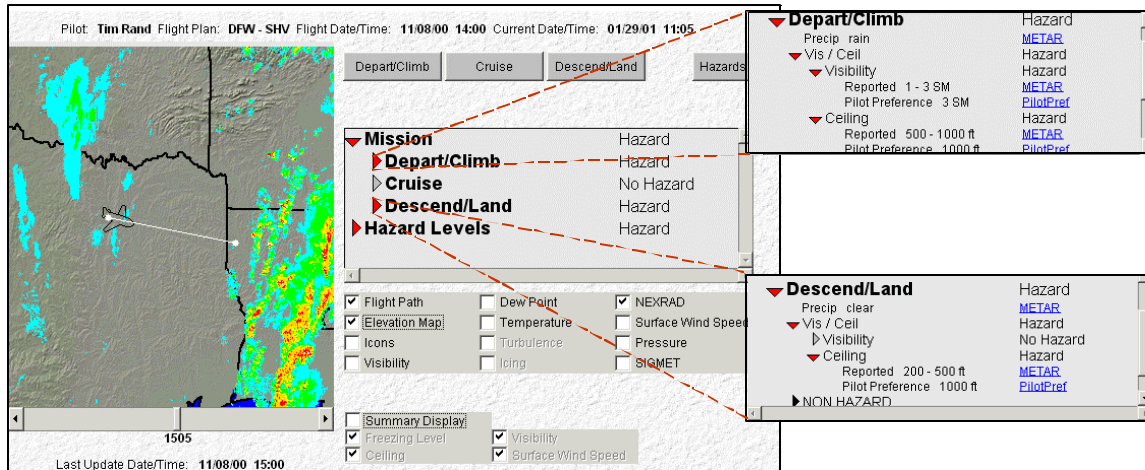 Pilot: Tim Rand Flight Plan: DFW - SHV Flight Date/Time: 11/08/00 14:00 Current Date/Time: 01/29/01 11:05
Depart/Climb Cruise Descend/Land Hazards
Mission Hazard
Depart/Climb Hazard
Cruise No Hazard
Descend/Land Hazard
Hazard Levels Hazard
Flight Path Dew Point NEXRAD
Elevation Map Temperature Surface Wind Speed
Icons Turbulence Pressure
Visibility Icing SIGMET
Summary Display
Freezing Level Visibility
Ceiling Surface Wind Speed
1505
Last Update Date/Time: 11/08/00 15:00
Depart/Climb Hazard
Precip rain METAR
Vis / Ceil Hazard
Visibility Hazard
Reported 1 - 3 SM METAR
Pilot Preference 3 SM PilotPref
Ceiling Hazard
Reported 500 - 1000 ft METAR
Pilot Preference 1000 ft PilotPref
Descend/Land Hazard
Precip clear METAR
Vis / Ceil Hazard
Visibility No Hazard
Ceiling Hazard
Reported 200 - 500 ft METAR
Pilot Preference 1000 ft PilotPref
NON HAZARD